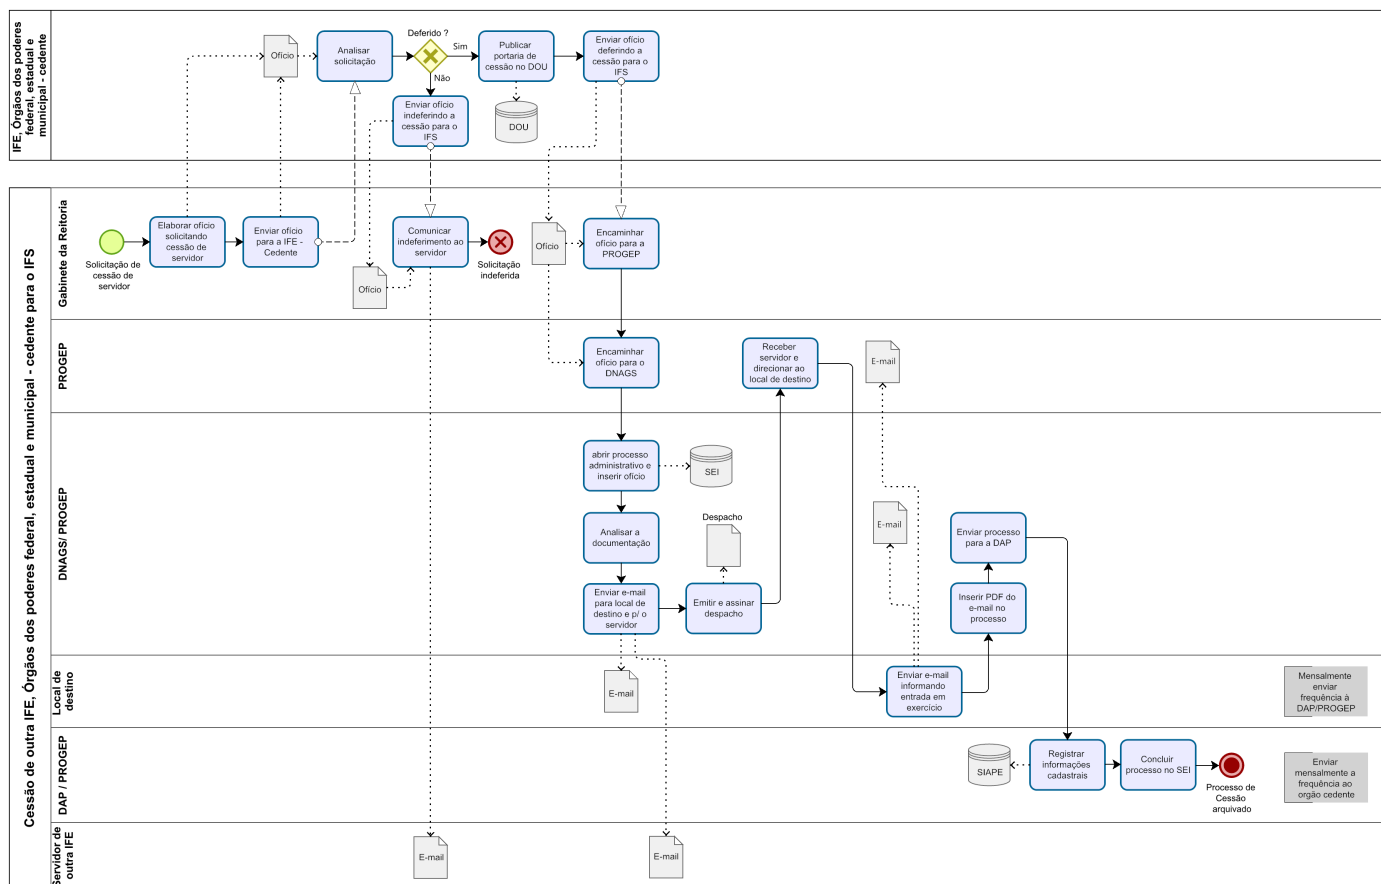 IFE, Órgãos dos poderes
federal, estadual e
municipal - cedente
Ofício
Analisar
solicitação
Deferido ?
Sim
Não
Publicar
portaria de
cessão no DOU
DOU
Enviar ofício
deferindo a
cessão para o
IFS
Enviar ofício
indeferindo a
cessão para o
IFS
Cessão de outra IFE, Órgãos dos poderes federal, estadual e municipal - cedente para o IFS
Gabinete da Reitoria
Solicitação de
cessão de
servidor
Elaborar ofício
solicitando
cessão de
servidor
Enviar ofício
para a IFE -
Cedente
Ofício
Comunicar
indeferimento ao
servidor
Solicitação
indeferida
Ofício
Encaminhar
ofício para a
PROGEP
PROGEP
Encaminhar
ofício para o
DNAGS
Receber
servidor e
direcionar ao
local de destino
E-mail
DNAGS/ PROGEP
abrir processo
administrativo e
inserir ofício
SEI
Analisar a
documentação
Despacho
Enviar e-mail
para local de
destino e p/ o
servidor
Emitir e assinar
despacho
E-mail
Enviar processo
para a DAP
Inserir PDF do
e-mail no
processo
Local de
destino
E-mail
Enviar e-mail
informando
entrada em
exercício
Mensalmente
enviar
frequência à
DAP/PROGEP
DAP / PROGEP
SIAPE
Registrar
informações
cadastrais
Concluir
processo no SEI
Processo de
Cessão
arquivado
Enviar
mensalmente a
frequência ao
orgão cedente
Servidor de
outra IFE
E-mail
E-mail